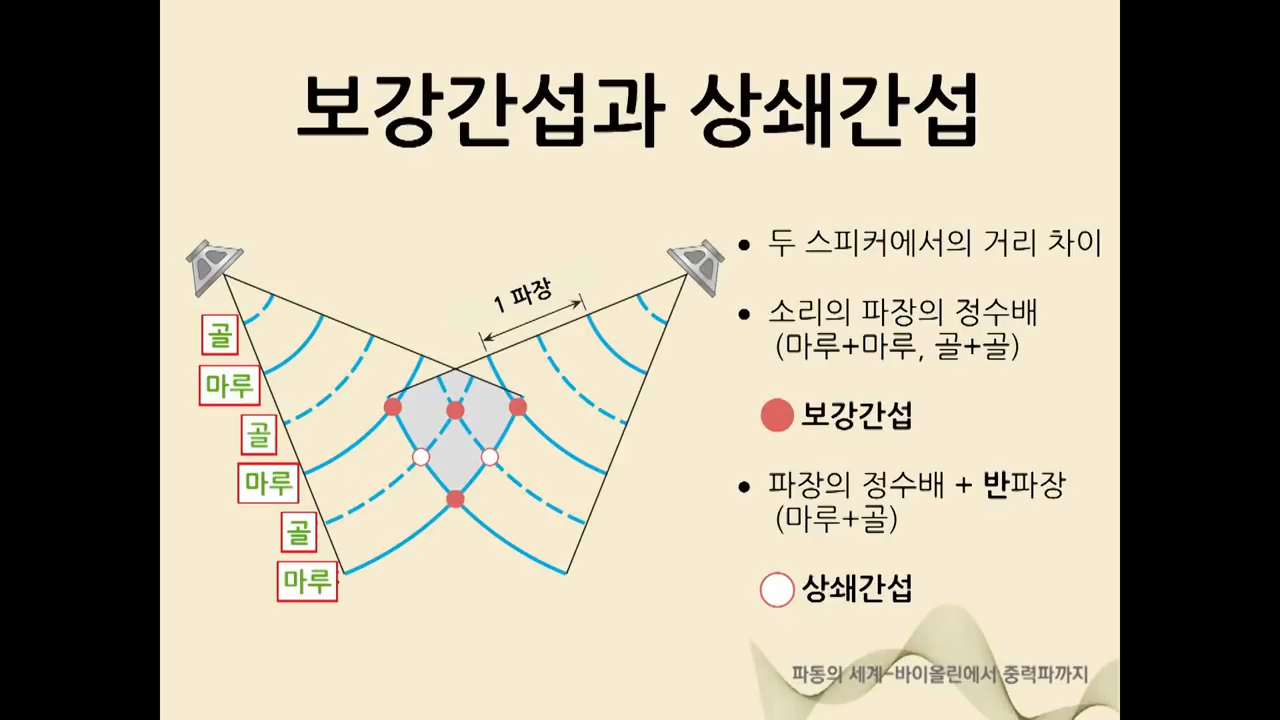 보강간섭과 상쇄간섭
1 파장
골
마루
골
마루
골
마루
• 두 스피커에서의 거리 차이
• 소리의 파장의 정수배
(마루+마루, 골+골)
보강간섭
• 파장의 정수배 + 반파장
(마루+골)
상쇄간섭
파동의 세계-바이올린에서 중력파까지